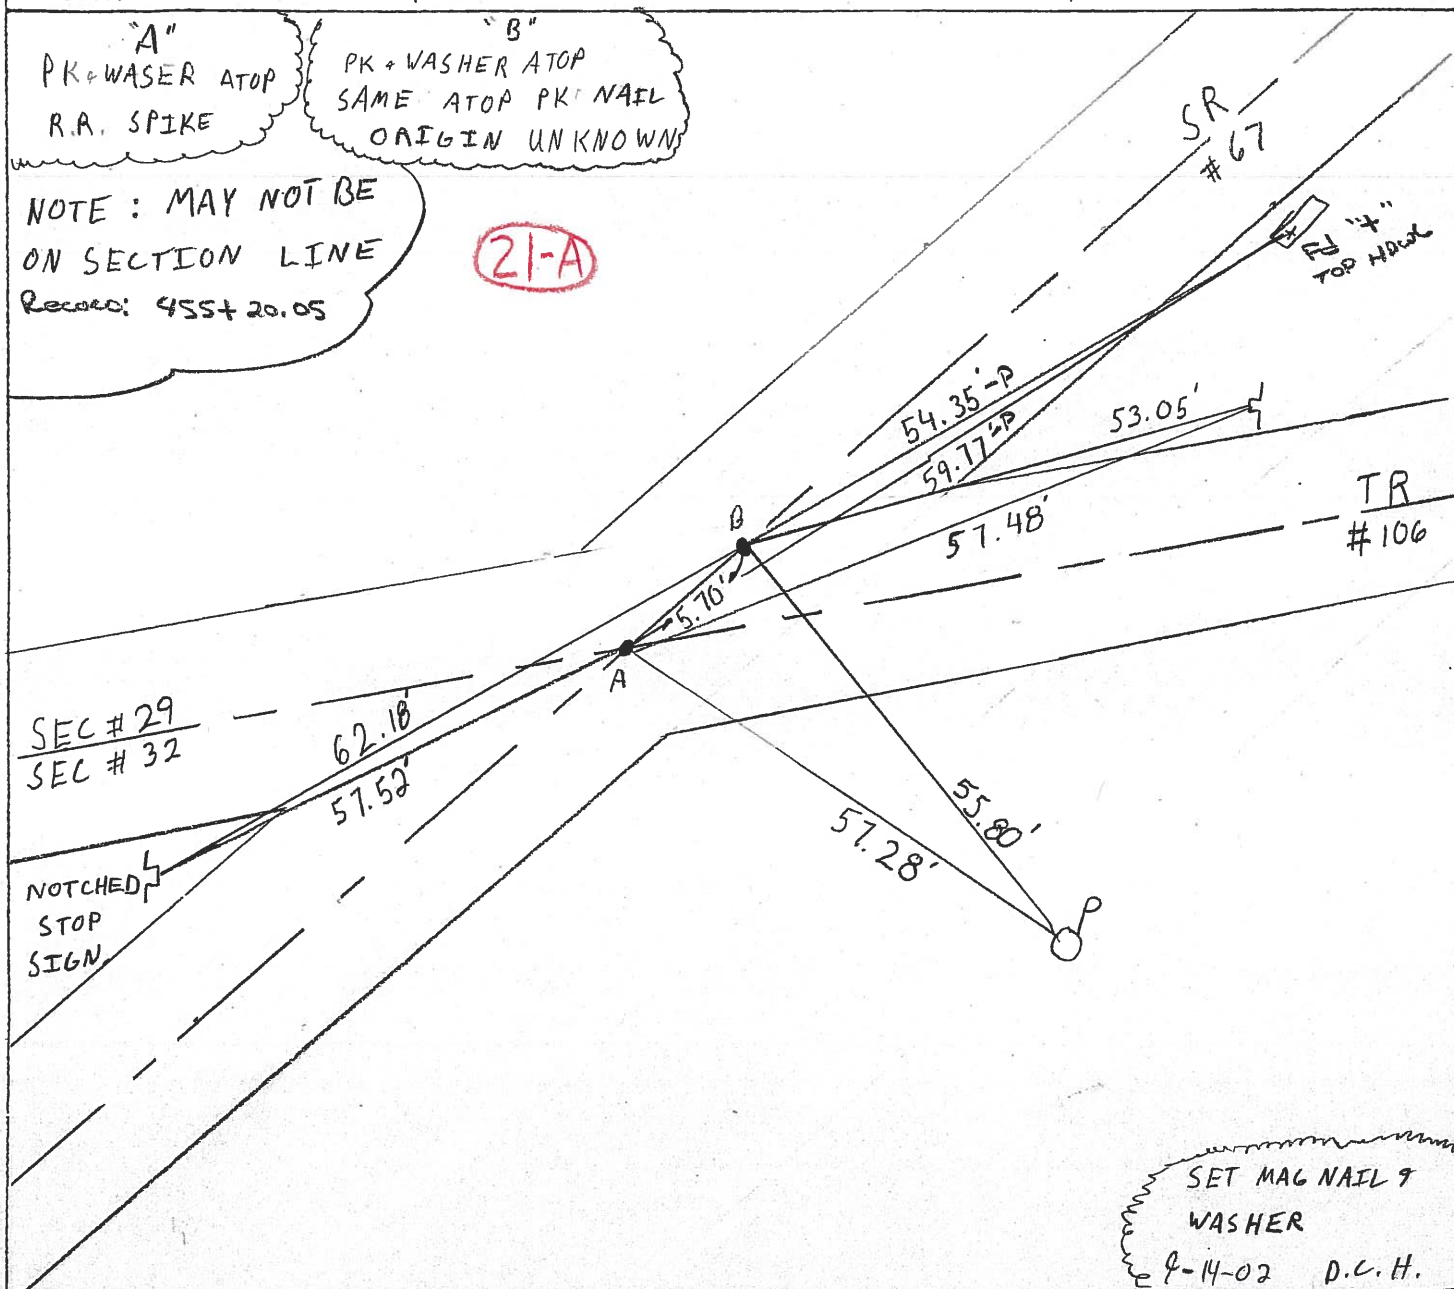 "A"
PK & WASER ATOP
R.R. SPIKE
"B"
PK & WASHER ATOP
SAME ATOP PK NAIL
ORIGIN UNKNOWN
NOTE : MAY NOT BE
ON SECTION LINE
Record: 455+20.05
21-A
SR
#67
Fd "+"
TOP HDWL
54.35'-P
59.77'-P
53.05'
57.48'
TR
#106
B
5.70'
A
SEC #29
SEC #32
62.18'
57.52'
55.80'
57.28'
NOTCHED
STOP
SIGN
P
SET MAG NAIL &
WASHER
9-14-02 D.C.H.